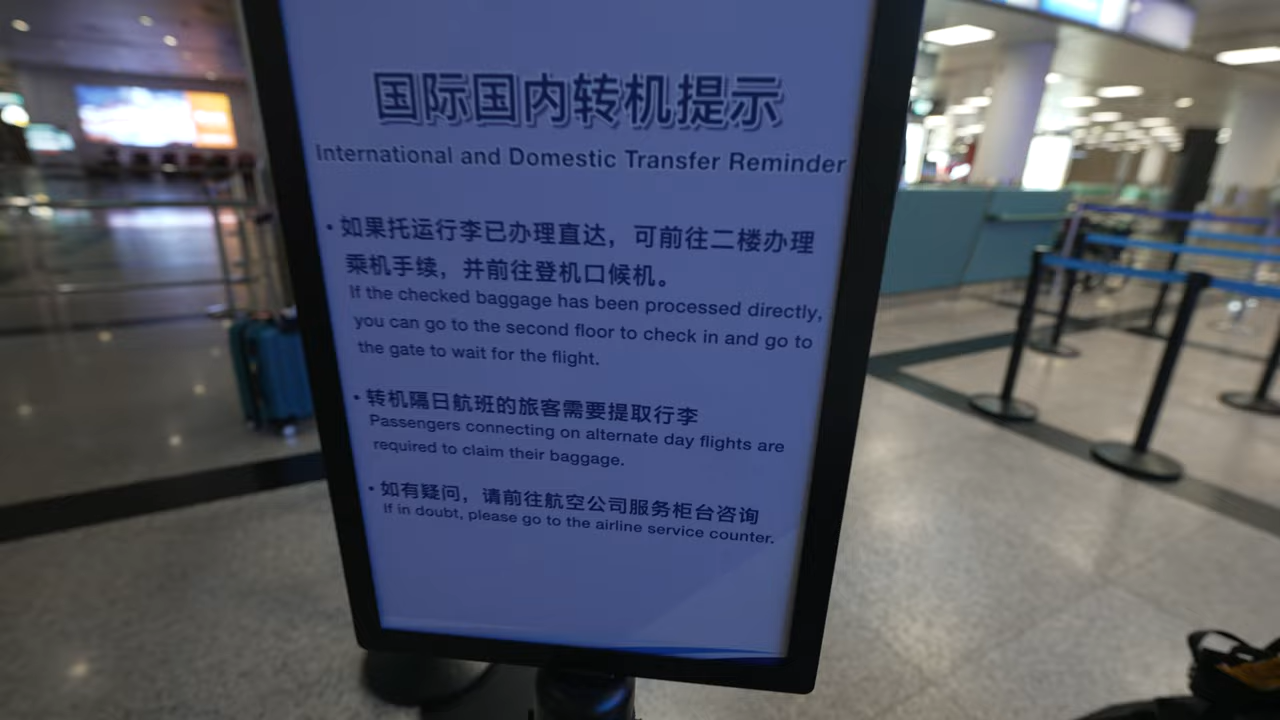 国际国内转机提示
International and Domestic Transfer Reminder
• 如果托运行李已办理直达，可前往二楼办理
乘机手续，并前往登机口候机。
If the checked baggage has been processed directly,
you can go to the second floor to check in and go to
the gate to wait for the flight.
• 转机隔日航班的旅客需要提取行李
Passengers connecting on alternate day flights are
required to claim their baggage.
• 如有疑问，请前往航空公司服务柜台咨询
If in doubt, please go to the airline service counter.